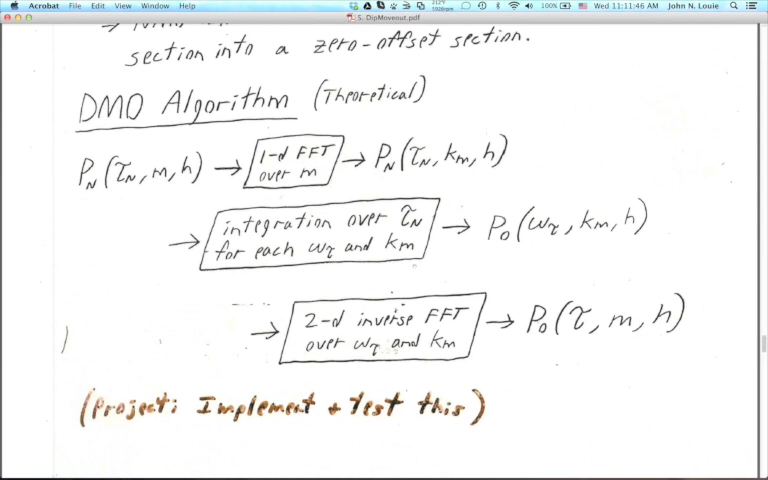 Acrobat File Edit View Window Help 100% Wed 11:11:46 AM John N. Louie
5. DipMoveout.pdf
section into a zero-offset section.
DMO Algorithm (Theoretical)
P_N(τ_N, m, h) → 1-d FFT over m → P_N(τ_N, k_m, h)
→ integration over τ_N for each ω_τ and k_m → P_0(ω_τ, k_m, h)
→ 2-d inverse FFT over ω_τ and k_m → P_0(τ, m, h)
(Project: Implement + Test this)